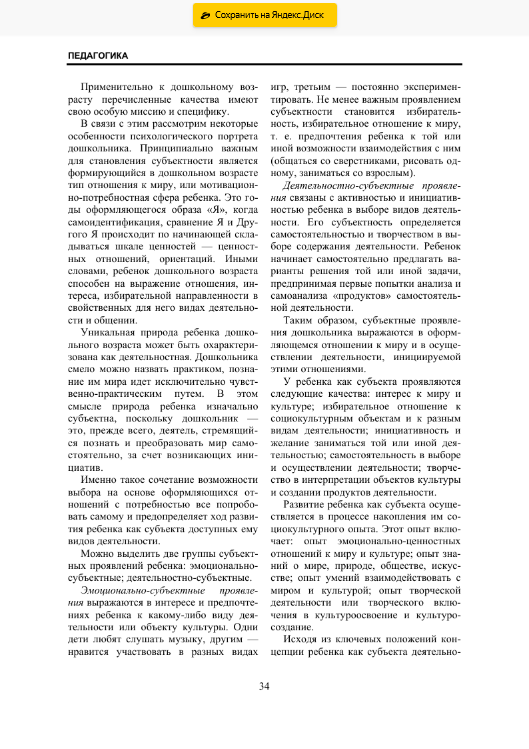 Сохранить на Яндекс.Диск
ПЕДАГОГИКА
Применительно к дошкольному воз-
расту перечисленные качества имеют
свою особую миссию и специфику.
В связи с этим рассмотрим некоторые
особенности психологического портрета
дошкольника. Принципиально важным
для становления субъектности является
формирующийся в дошкольном возрасте
тип отношения к миру, или мотивацион-
но-потребностная сфера ребенка. Это го-
ды оформляющегося образа «Я», когда
самоидентификация, сравнение Я и Дру-
гого Я происходит по начинающей скла-
дываться шкале ценностей — ценност-
ных отношений, ориентаций. Иными
словами, ребенок дошкольного возраста
способен на выражение отношения, ин-
тереса, избирательной направленности в
свойственных для него видах деятельно-
сти и общении.
Уникальная природа ребенка дошко-
льного возраста может быть охарактери-
зована как деятельностная. Дошкольника
смело можно назвать практиком, позна-
ние им мира идет исключительно чувст-
венно-практическим путем. В этом
смысле природа ребенка изначально
субъектна, поскольку дошкольник —
это, прежде всего, деятель, стремящий-
ся познать и преобразовать мир само-
стоятельно, за счет возникающих ини-
циатив.
Именно такое сочетание возможности
выбора на основе оформляющихся от-
ношений с потребностью все попробо-
вать самому и предопределяет ход разви-
тия ребенка как субъекта доступных ему
видов деятельности.
Можно выделить две группы субъект-
ных проявлений ребенка: эмоционально-
субъектные; деятельностно-субъектные.
Эмоционально-субъектные проявле-
ния выражаются в интересе и предпочте-
ниях ребенка к какому-либо виду дея-
тельности или объекту культуры. Одни
дети любят слушать музыку, другим —
нравится участвовать в разных видах
игр, третьим — постоянно эксперимен-
тировать. Не менее важным проявлением
субъектности становится избиратель-
ность, избирательное отношение к миру,
т. е. предпочтения ребенка к той или
иной возможности взаимодействия с ним
(общаться со сверстниками, рисовать од-
ному, заниматься со взрослым).
Деятельностно-субъектные проявле-
ния связаны с активностью и инициатив-
ностью ребенка в выборе видов деятель-
ности. Его субъектность определяется
самостоятельностью и творчеством в вы-
боре содержания деятельности. Ребенок
начинает самостоятельно предлагать ва-
рианты решения той или иной задачи,
предпринимая первые попытки анализа и
самоанализа «продуктов» самостоятель-
ной деятельности.
Таким образом, субъектные проявле-
ния дошкольника выражаются в оформ-
ляющемся отношении к миру и в осуще-
ствлении деятельности, инициируемой
этими отношениями.
У ребенка как субъекта проявляются
следующие качества: интерес к миру и
культуре; избирательное отношение к
социокультурным объектам и к разным
видам деятельности; инициативность и
желание заниматься той или иной дея-
тельностью; самостоятельность в выборе
и осуществлении деятельности; творче-
ство в интерпретации объектов культуры
и создании продуктов деятельности.
Развитие ребенка как субъекта осуще-
ствляется в процессе накопления им со-
циокультурного опыта. Этот опыт вклю-
чает: опыт эмоционально-ценностных
отношений к миру и культуре; опыт зна-
ний о мире, природе, обществе, искус-
стве; опыт умений взаимодействовать с
миром и культурой; опыт творческой
деятельности или творческого вклю-
чения в культуроосвоение и культуро-
создание.
Исходя из ключевых положений кон-
цепции ребенка как субъекта деятельно-
34